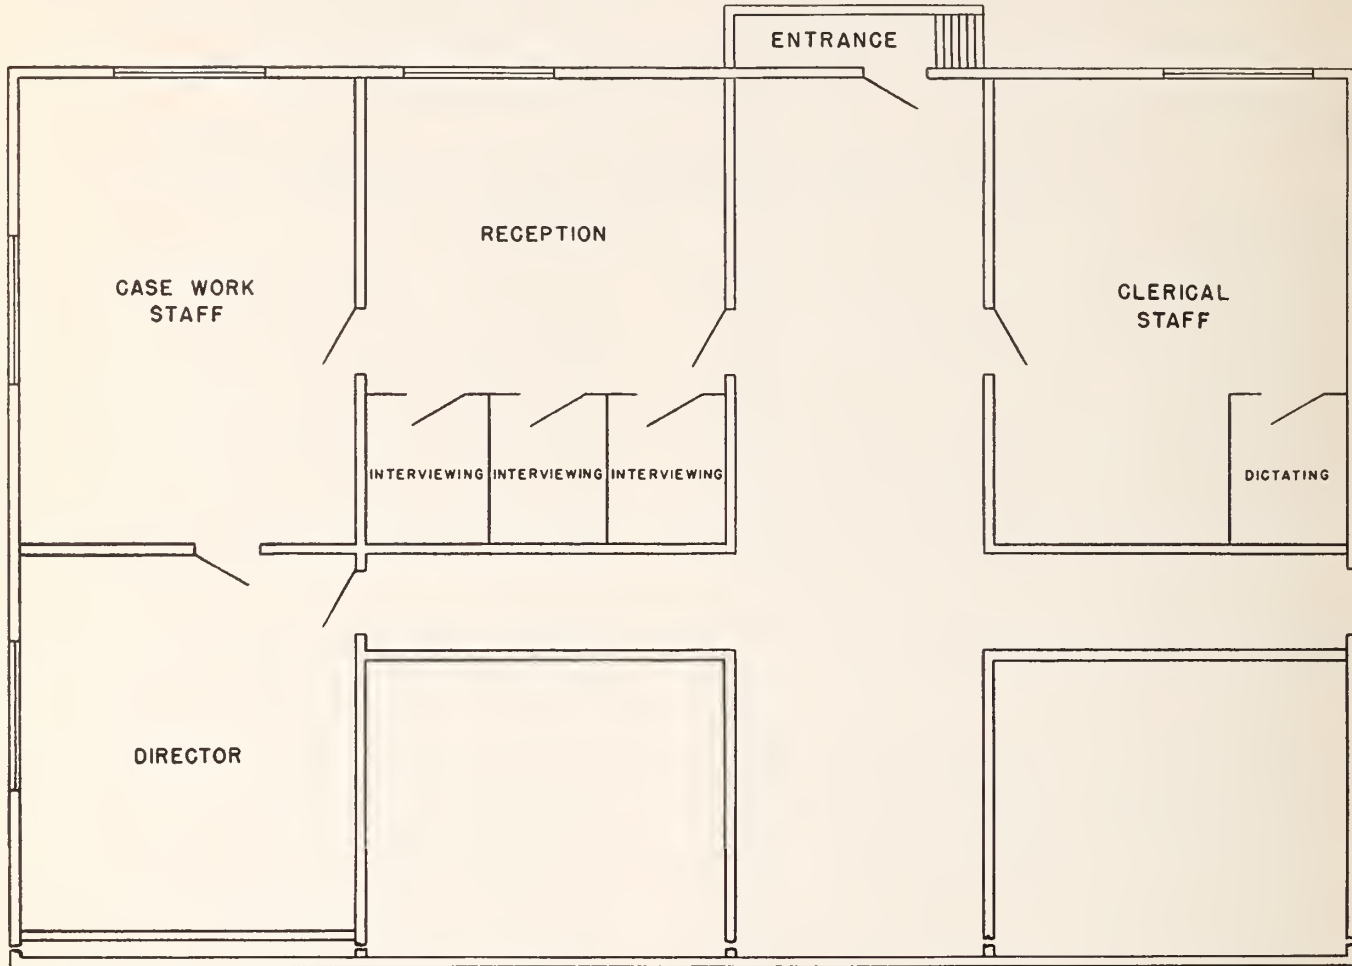 ENTRANCE
RECEPTION
CASE WORK
STAFF
CLERICAL
STAFF
INTERVIEWING
INTERVIEWING
INTERVIEWING
DICTATING
DIRECTOR